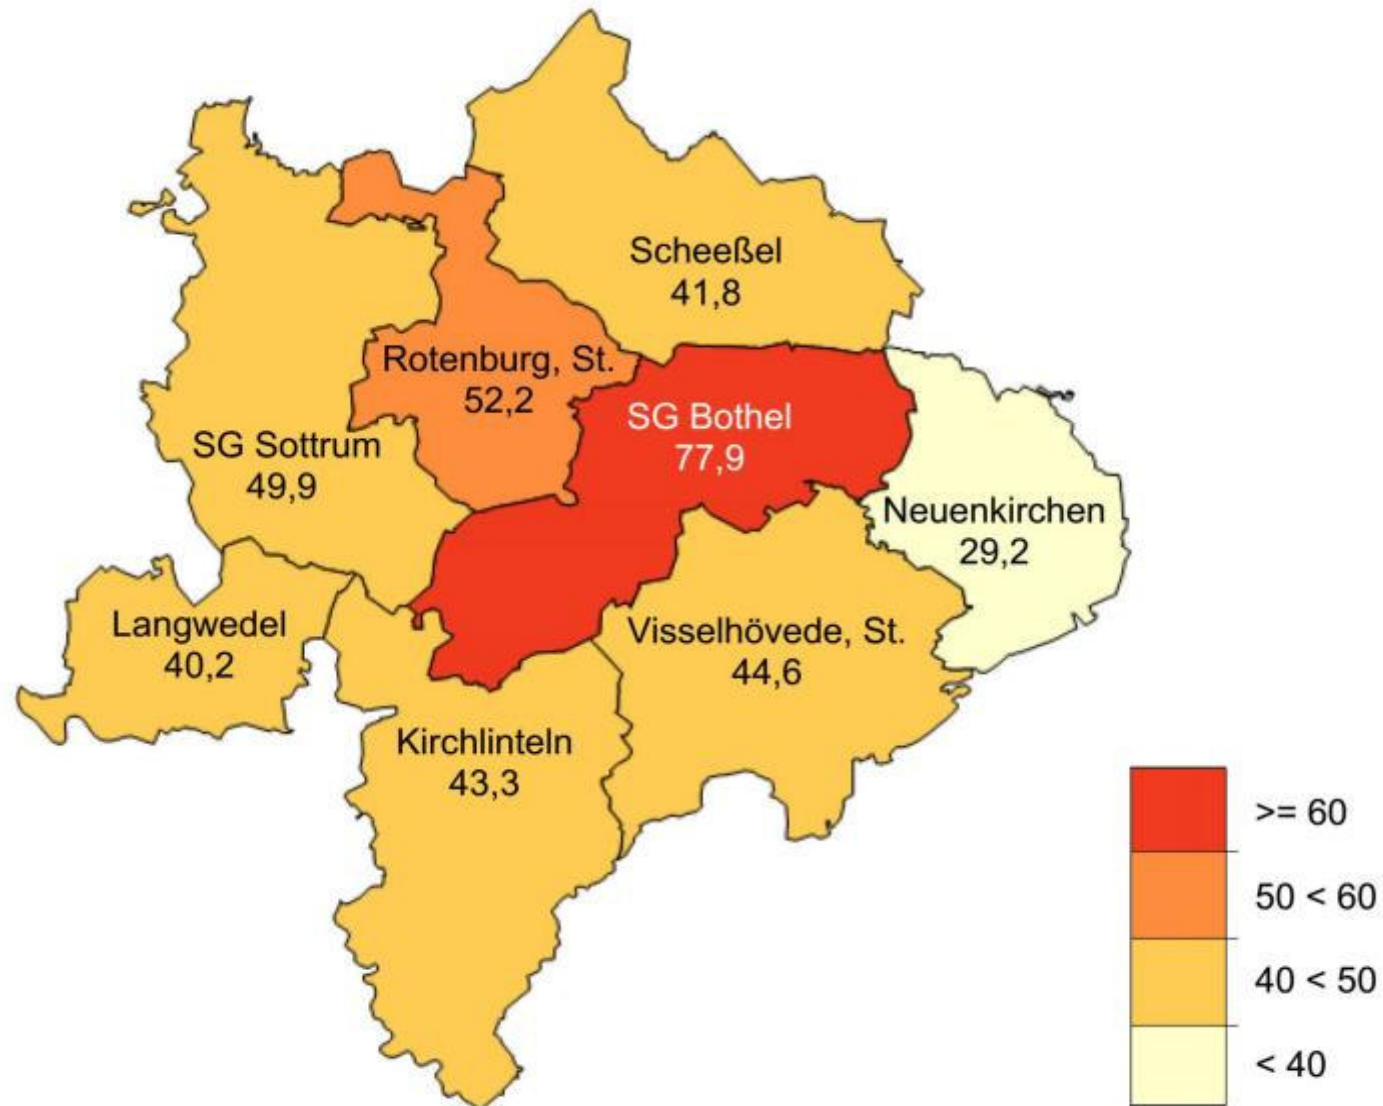 Scheeßel
41,8
Rotenburg, St.
52,2
SG Bothel
77,9
SG Sottrum
49,9
Neuenkirchen
29,2
Langwedel
40,2
Visselhövede, St.
44,6
Kirchlinteln
43,3
>= 60
50 < 60
40 < 50
< 40